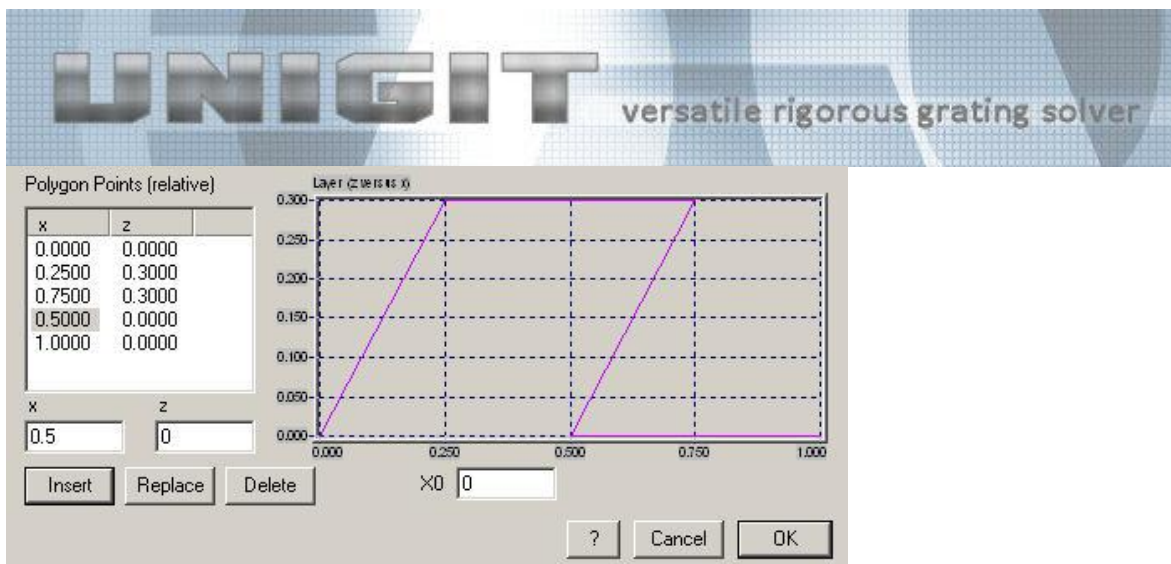 UNIGIT
versatile rigorous grating solver
Polygon Points (relative)
x z
0.0000 0.0000
0.2500 0.3000
0.7500 0.3000
0.5000 0.0000
1.0000 0.0000
x z
0.5 0
Insert Replace Delete
Layer (z versus x)
0.300
0.250
0.200
0.150
0.100
0.050
0.000
0.000 0.250 0.500 0.750 1.000
X0 0
? Cancel OK